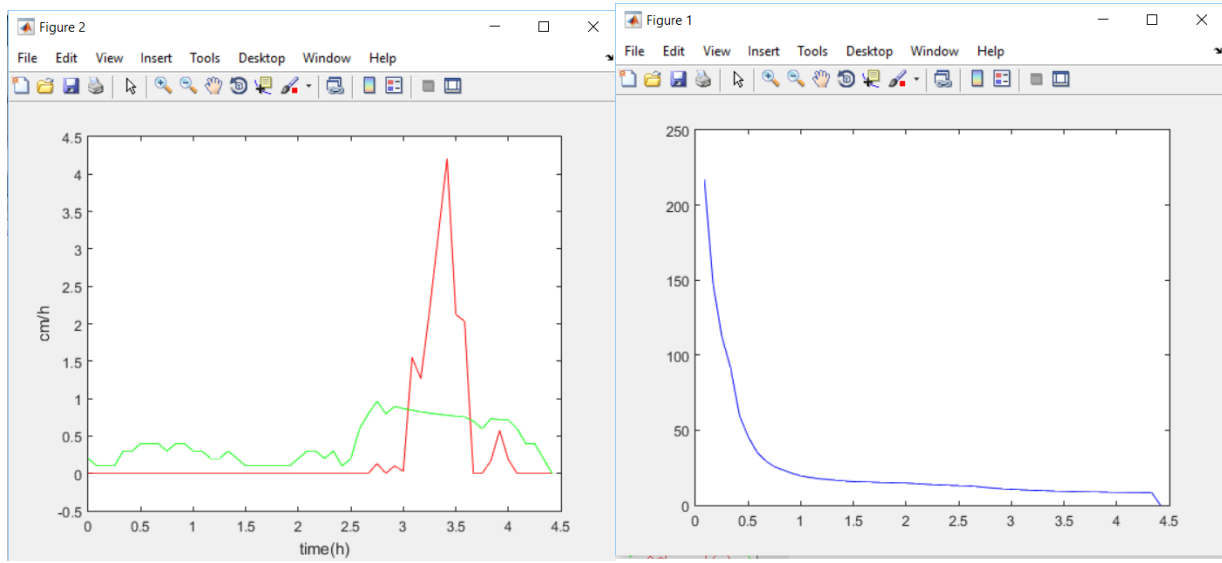 Figure 2
File Edit View Insert Tools Desktop Window Help
4.5
4
3.5
3
2.5
2
1.5
1
0.5
0
-0.5
cm/h
0 0.5 1 1.5 2 2.5 3 3.5 4 4.5
time(h)
Figure 1
File Edit View Insert Tools Desktop Window Help
250
200
150
100
50
0
0 0.5 1 1.5 2 2.5 3 3.5 4 4.5